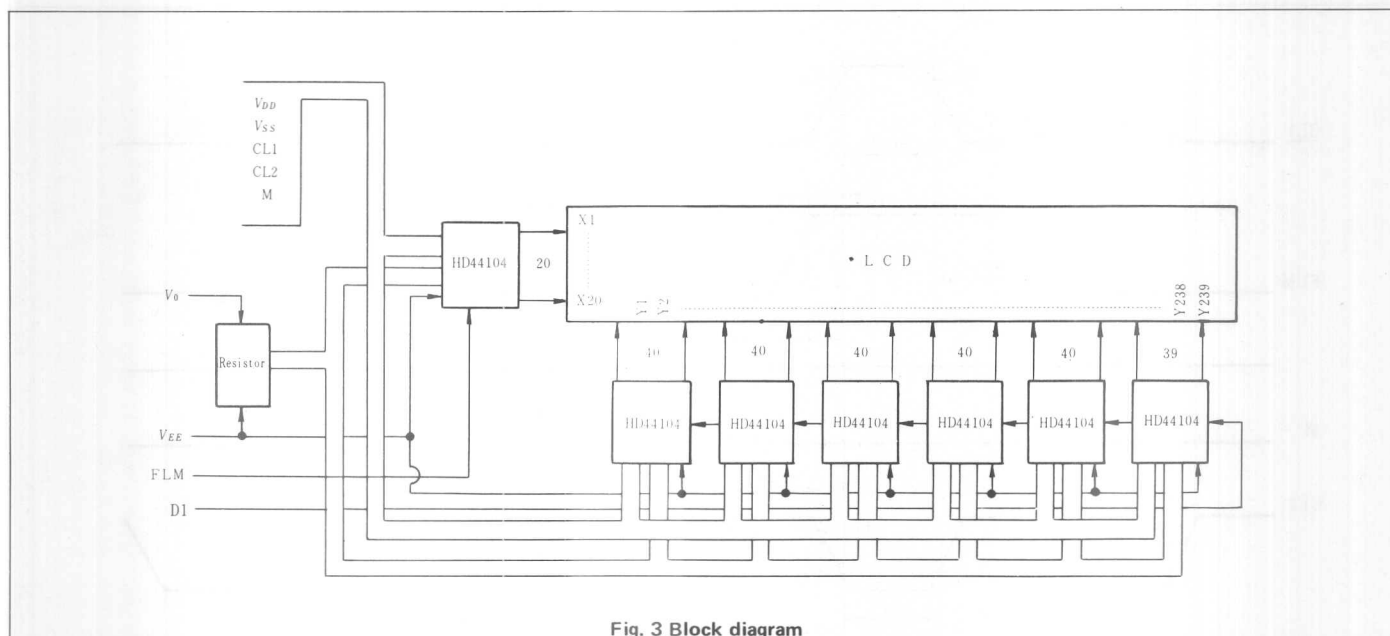 VDD
VSS
CL1
CL2
M
HD44104
20
X1
X20
Y1
Y2
L C D
Y238
Y239
V0
Resistor
VEE
FLM
D1
40
40
40
40
40
39
HD44104
HD44104
HD44104
HD44104
HD44104
HD44104
Fig. 3 Block diagram